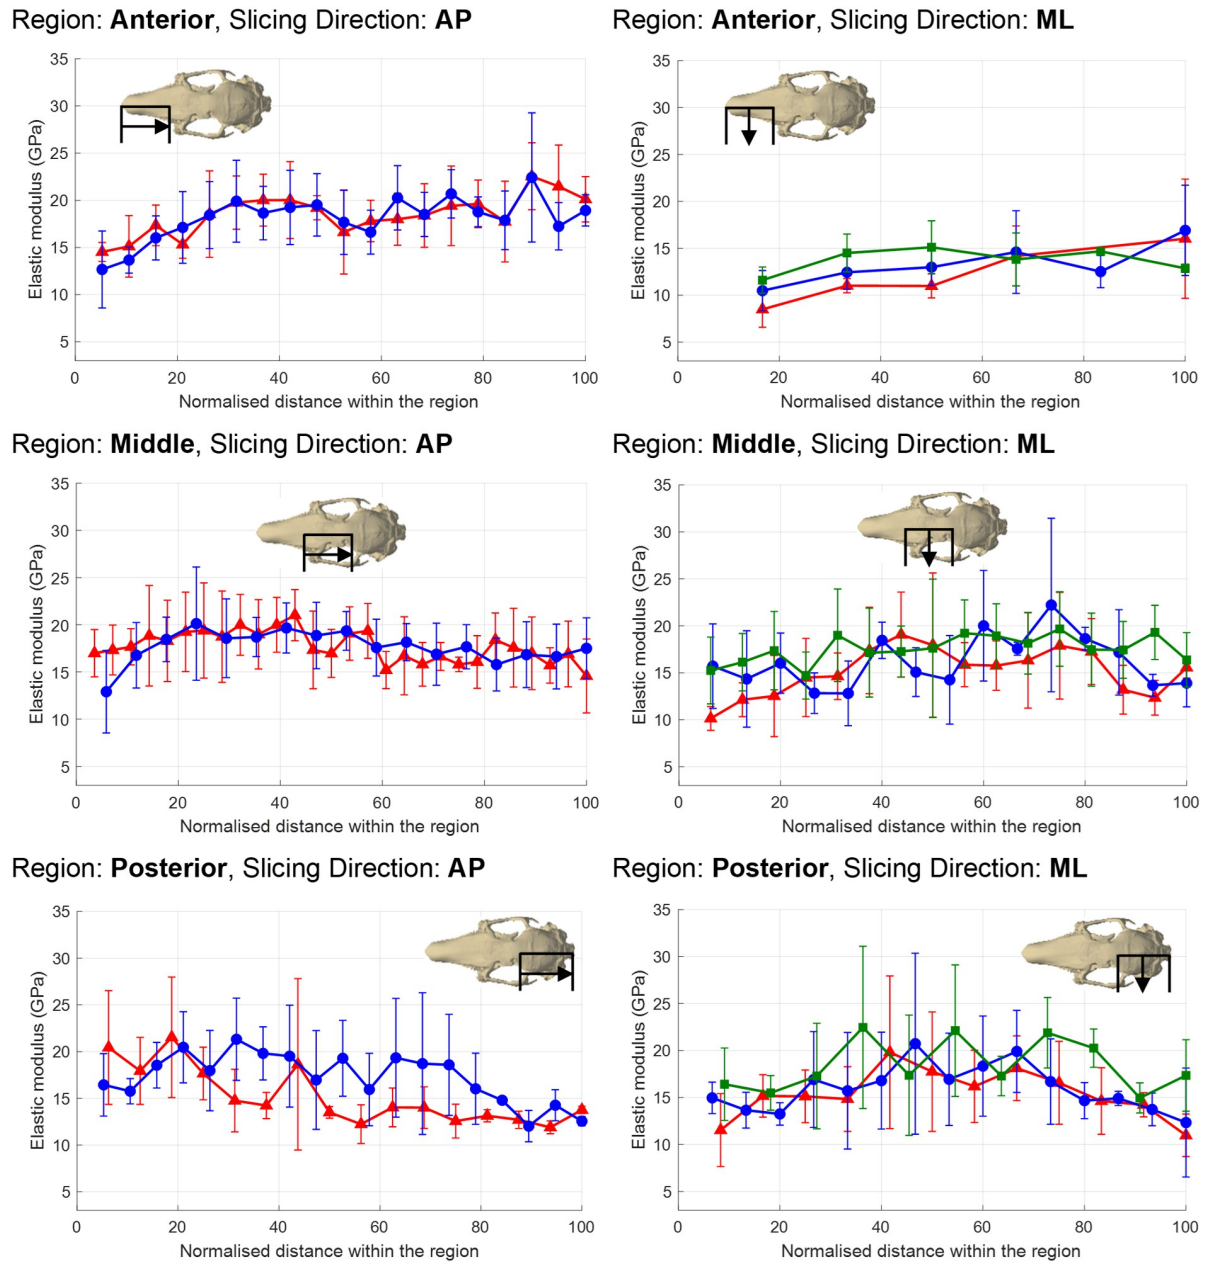 Region: Anterior, Slicing Direction: AP
35
30
25
20
15
10
5
Elastic modulus (GPa)
0 20 40 60 80 100
Normalised distance within the region
Region: Anterior, Slicing Direction: ML
35
30
25
20
15
10
5
Elastic modulus (GPa)
0 20 40 60 80 100
Normalised distance within the region
Region: Middle, Slicing Direction: AP
35
30
25
20
15
10
5
Elastic modulus (GPa)
0 20 40 60 80 100
Normalised distance within the region
Region: Middle, Slicing Direction: ML
35
30
25
20
15
10
5
Elastic modulus (GPa)
0 20 40 60 80 100
Normalised distance within the region
Region: Posterior, Slicing Direction: AP
35
30
25
20
15
10
5
Elastic modulus (GPa)
0 20 40 60 80 100
Normalised distance within the region
Region: Posterior, Slicing Direction: ML
35
30
25
20
15
10
5
Elastic modulus (GPa)
0 20 40 60 80 100
Normalised distance within the region